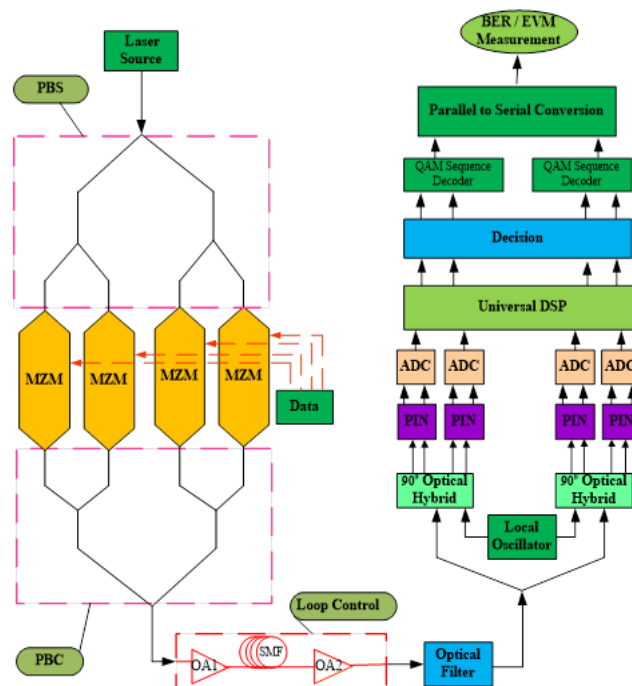 Laser
Source
PBS
MZM
MZM
MZM
MZM
Data
PBC
Loop Control
OA1
SMF
OA2
Optical
Filter
BER / EVM
Measurement
Parallel to Serial Conversion
QAM Sequence
Decoder
QAM Sequence
Decoder
Decision
Universal DSP
ADC
ADC
ADC
ADC
PIN
PIN
PIN
PIN
90° Optical
Hybrid
90° Optical
Hybrid
Local
Oscillator